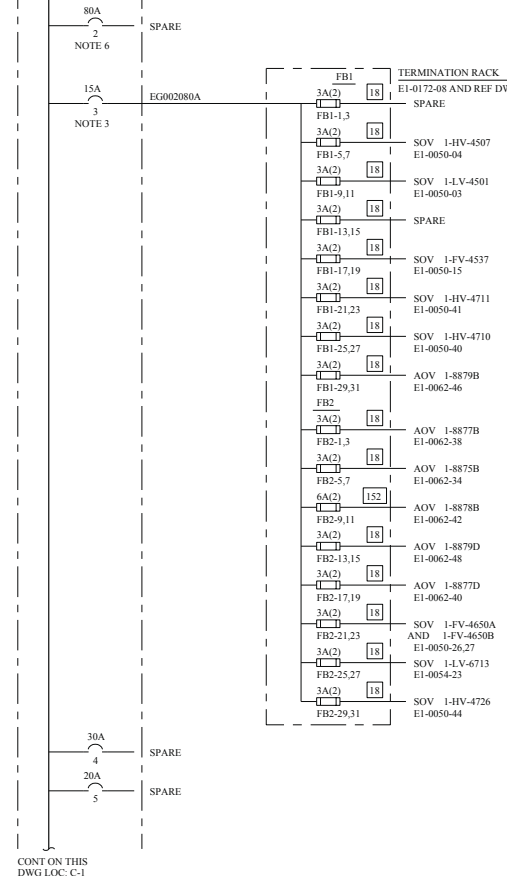 80A
2
NOTE 6
SPARE
15A
3
NOTE 3
EG002080A
TERMINATION RACK
E1-0172-08 AND REF DW
FB1
3A(2) 18
FB1-1,3
SPARE
3A(2) 18
FB1-5,7
SOV 1-HV-4507
E1-0050-04
3A(2) 18
FB1-9,11
SOV 1-LV-4501
E1-0050-03
3A(2) 18
FB1-13,15
SPARE
3A(2) 18
FB1-17,19
SOV 1-FV-4537
E1-0050-15
3A(2) 18
FB1-21,23
SOV 1-HV-4711
E1-0050-41
3A(2) 18
FB1-25,27
SOV 1-HV-4710
E1-0050-40
3A(2) 18
FB1-29,31
AOV 1-8879B
E1-0062-46
FB2
3A(2) 18
FB2-1,3
AOV 1-8877B
E1-0062-38
3A(2) 18
FB2-5,7
AOV 1-8875B
E1-0062-34
6A(2) 152
FB2-9,11
AOV 1-8878B
E1-0062-42
3A(2) 18
FB2-13,15
AOV 1-8879D
E1-0062-48
3A(2) 18
FB2-17,19
AOV 1-8877D
E1-0062-40
3A(2) 18
FB2-21,23
SOV 1-FV-4650A
AND 1-FV-4650B
E1-0050-26,27
3A(2) 18
FB2-25,27
SOV 1-LV-6713
E1-0054-23
3A(2) 18
FB2-29,31
SOV 1-HV-4726
E1-0050-44
30A
4
SPARE
20A
5
SPARE
CONT ON THIS
DWG LOC: C-1